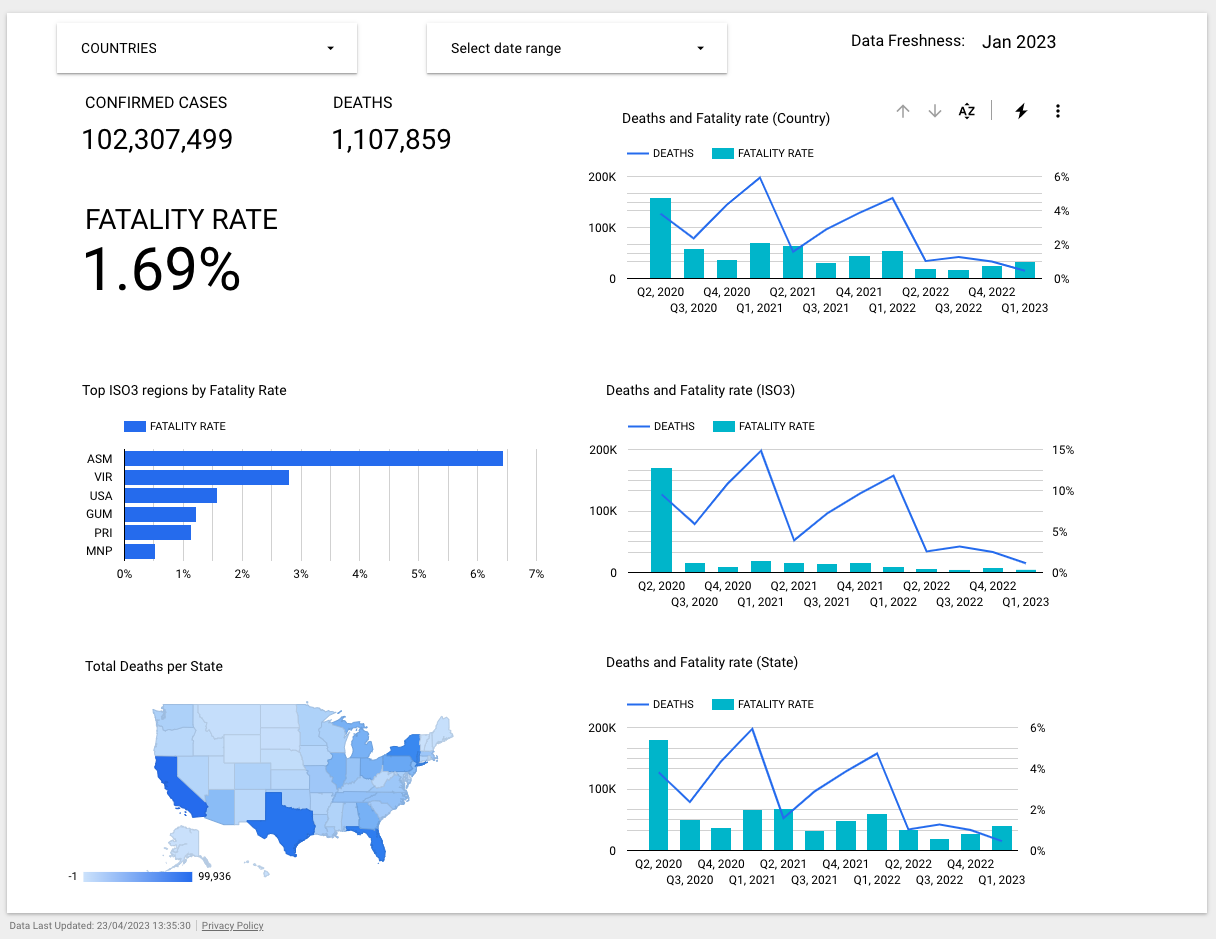 COUNTRIES
Select date range
Data Freshness: Jan 2023
CONFIRMED CASES
102,307,499
DEATHS
1,107,859
FATALITY RATE
1.69%
Deaths and Fatality rate (Country)
AZ
DEATHS FATALITY RATE
200K 6%
4%
100K
2%
0 0%
Q2, 2020 Q4, 2020 Q2, 2021 Q4, 2021 Q2, 2022 Q4, 2022
Q3, 2020 Q1, 2021 Q3, 2021 Q1, 2022 Q3, 2022 Q1, 2023
Top ISO3 regions by Fatality Rate
FATALITY RATE
ASM
VIR
USA
GUM
PRI
MNP
0% 1% 2% 3% 4% 5% 6% 7%
Deaths and Fatality rate (ISO3)
DEATHS FATALITY RATE
200K 15%
10%
100K
5%
0 0%
Q2, 2020 Q4, 2020 Q2, 2021 Q4, 2021 Q2, 2022 Q4, 2022
Q3, 2020 Q1, 2021 Q3, 2021 Q1, 2022 Q3, 2022 Q1, 2023
Total Deaths per State
-1 99,936
Deaths and Fatality rate (State)
DEATHS FATALITY RATE
200K 6%
4%
100K
2%
0 0%
Q2, 2020 Q4, 2020 Q2, 2021 Q4, 2021 Q2, 2022 Q4, 2022
Q3, 2020 Q1, 2021 Q3, 2021 Q1, 2022 Q3, 2022 Q1, 2023
Data Last Updated: 23/04/2023 13:35:30 Privacy Policy